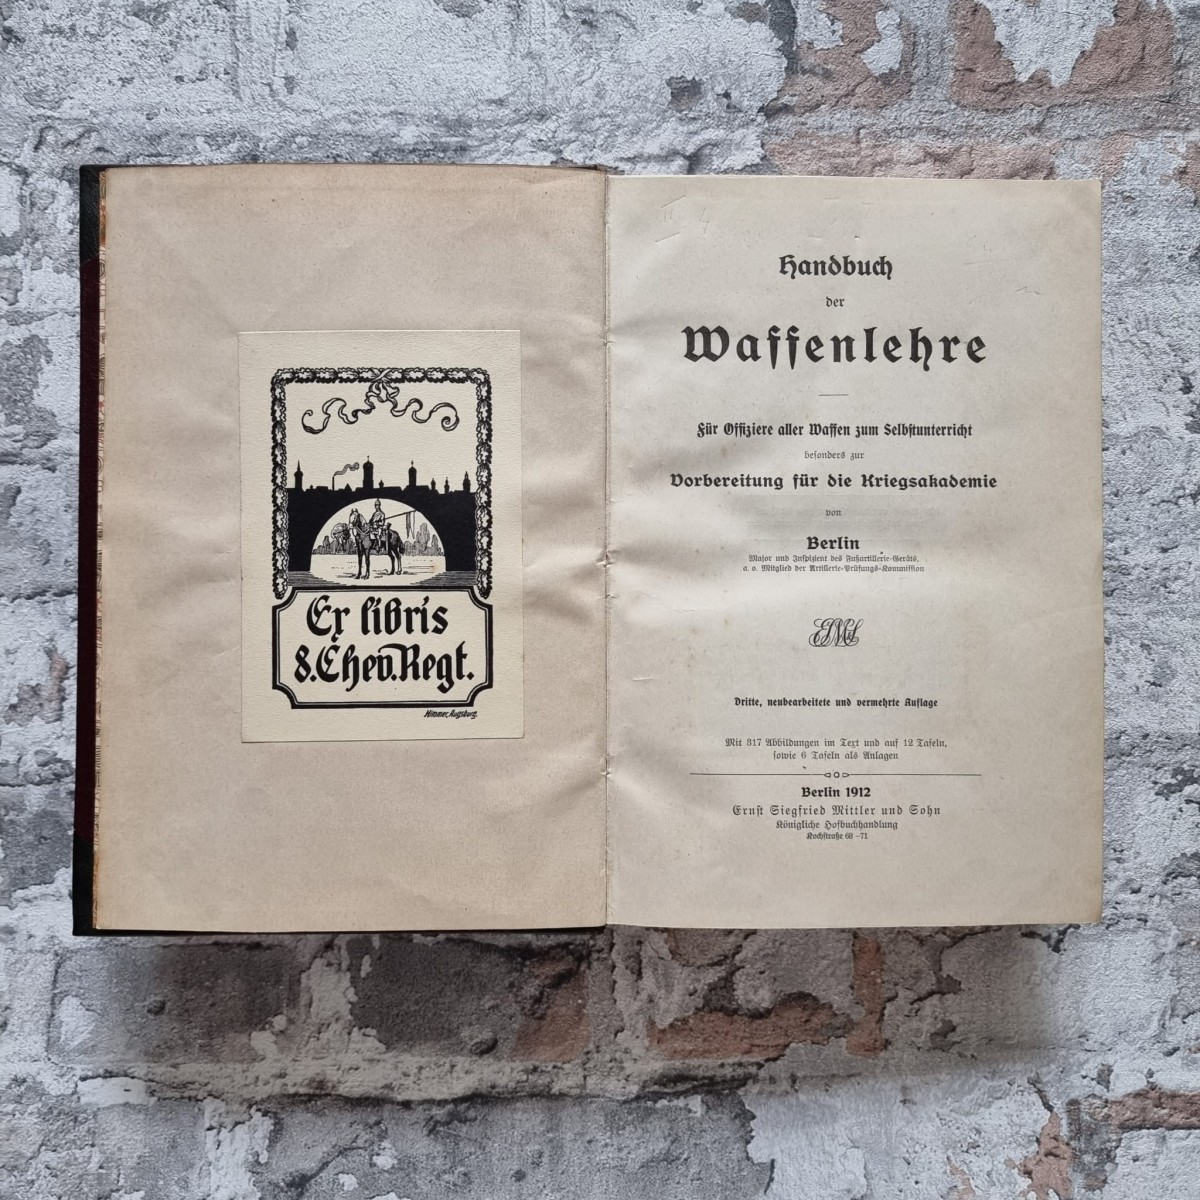 Ex libris
8. Chev. Regt.
Himmer, Augsburg.
Handbuch
der
Waffenlehre
Für Offiziere aller Waffen zum Selbstunterricht
besonders zur
Vorbereitung für die Kriegsakademie
von
Berlin
Major und Inspizient des Fußartillerie-Geräts,
a. o. Mitglied der Artillerie-Prüfungs-Kommission
Dritte, neubearbeitete und vermehrte Auflage
Mit 317 Abbildungen im Text und auf 12 Tafeln,
sowie 6 Tafeln als Anlagen
Berlin 1912
Ernst Siegfried Mittler und Sohn
Königliche Hofbuchhandlung
Kochstraße 68–71